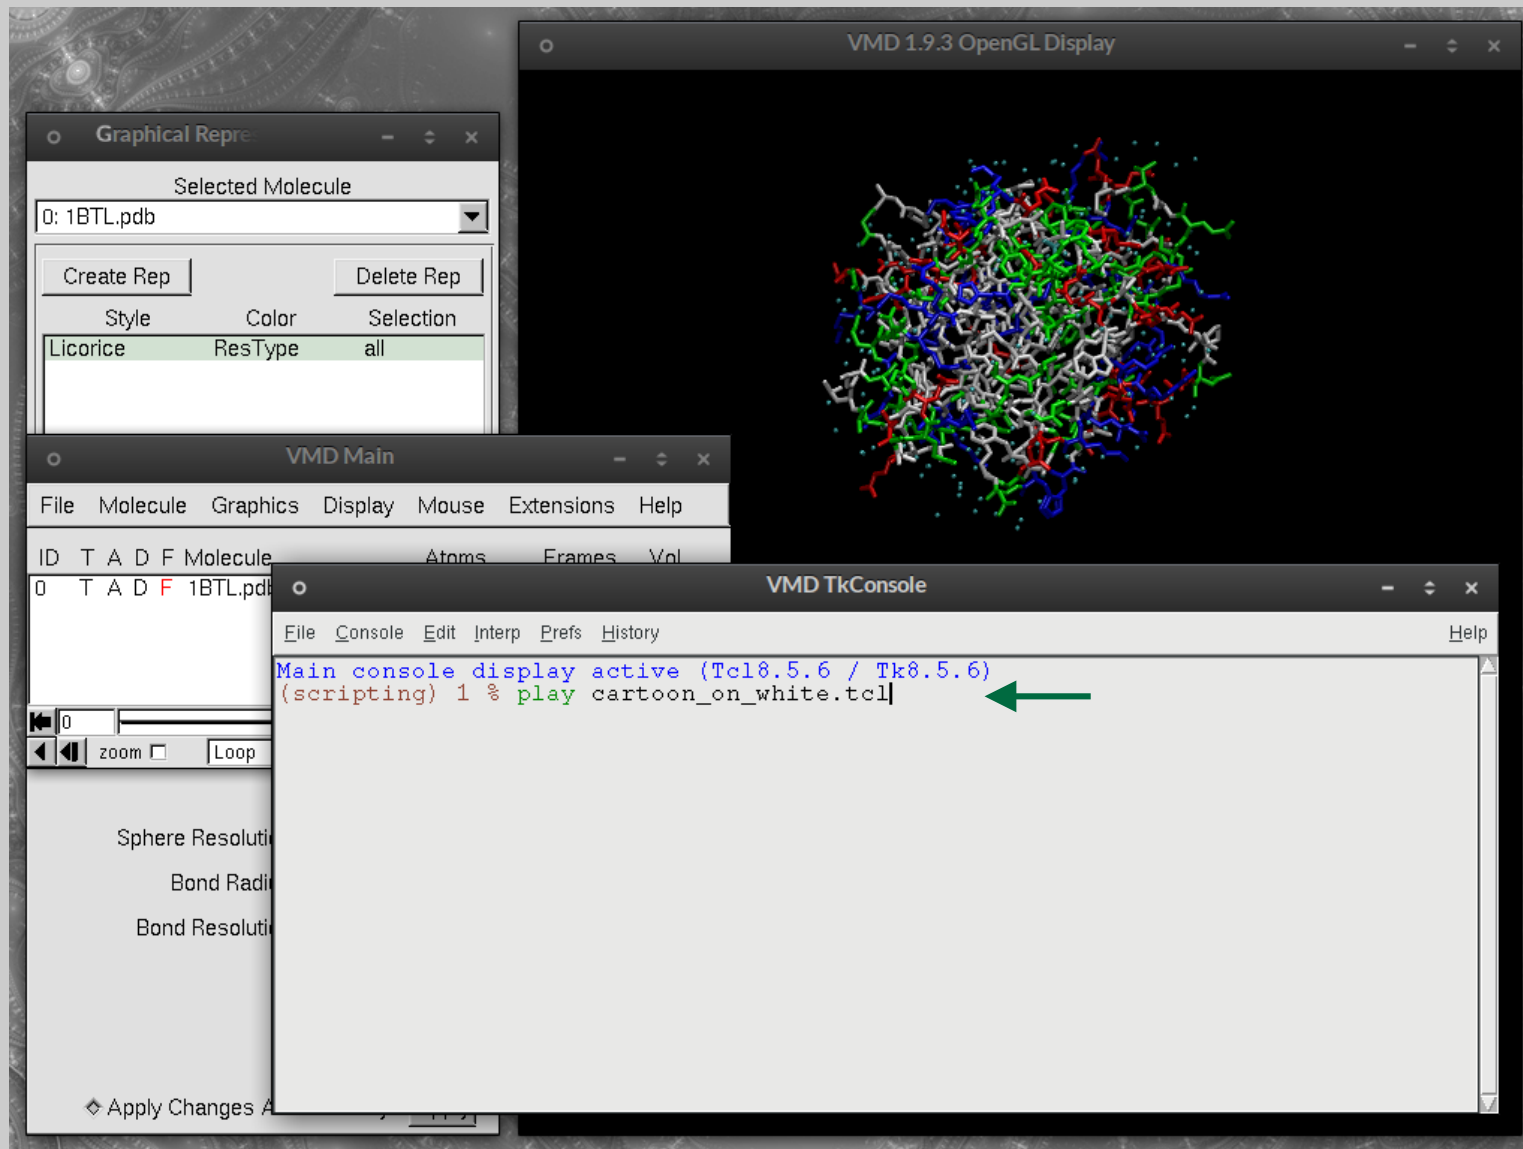 VMD 1.9.3 OpenGL Display
Graphical Repre
Selected Molecule
0: 1BTL.pdb
Create Rep Delete Rep
Style Color Selection
Licorice ResType all
VMD Main
File Molecule Graphics Display Mouse Extensions Help
ID T A D F Molecule Atoms Frames Vol
0 T A D F 1BTL.pdb
VMD TkConsole
File Console Edit Interp Prefs History Help
Main console display active (Tcl8.5.6 / Tk8.5.6)
(scripting) 1 % play cartoon_on_white.tcl
0
zoom Loop
Sphere Resoluti
Bond Radi
Bond Resoluti
Apply Changes A